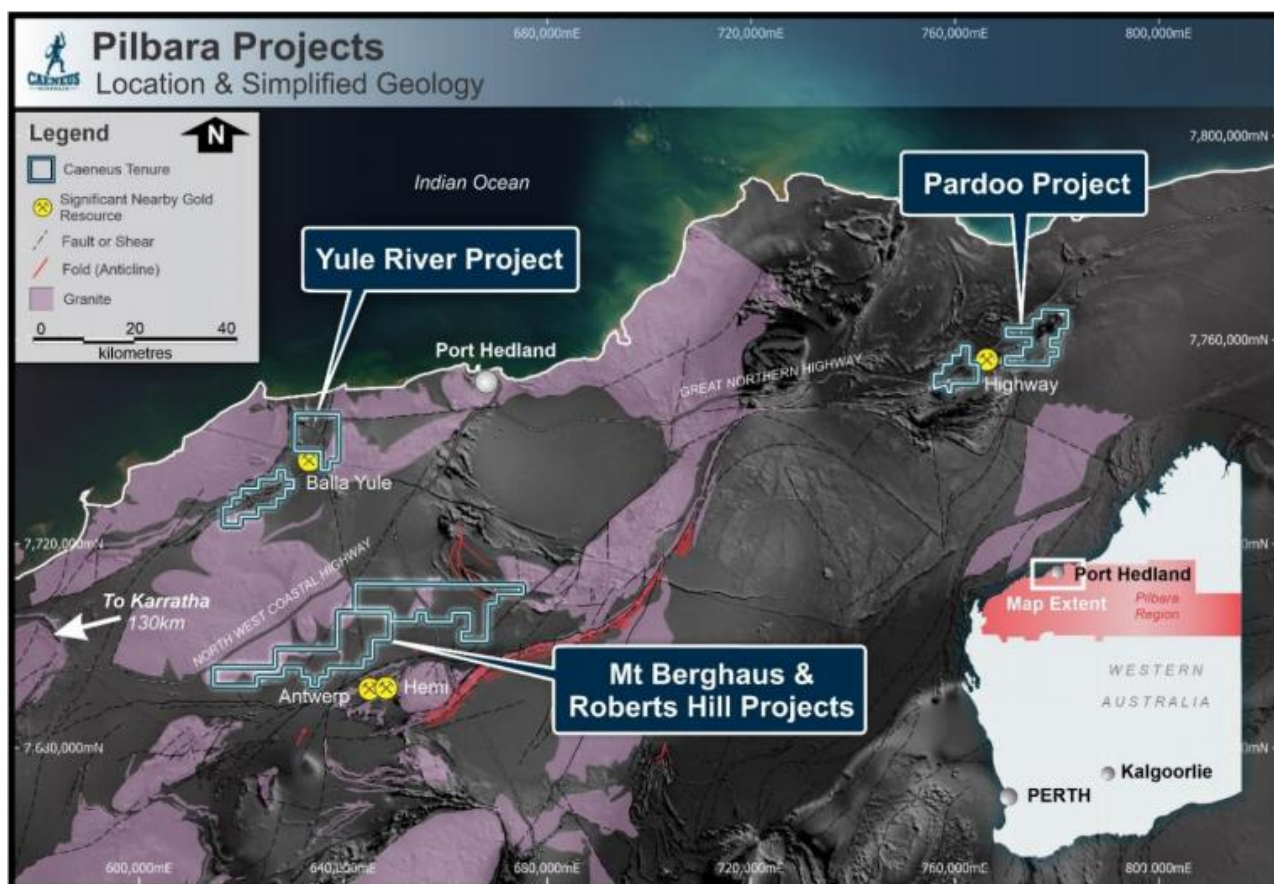 Pilbara Projects
Location & Simplified Geology
CAENEUS
680,000mE
720,000mE
760,000mE
800,000mE
Legend
N
Caeneus Tenure
Significant Nearby Gold
Resource
Fault or Shear
Fold (Anticline)
Granite
0 20 40
kilometres
Indian Ocean
7,800,000mN
Pardoo Project
Yule River Project
Port Hedland
7,760,000mN
GREAT NORTHERN HIGHWAY
Highway
Balla Yule
7,720,000mN
NORTH WEST COASTAL HIGHWAY
To Karratha
130km
Antwerp
Hemi
Mt Berghaus &
Roberts Hill Projects
Port Hedland
Map Extent
Pilbara
Region
WESTERN
AUSTRALIA
Kalgoorlie
PERTH
600,000mE
640,000mE
680,000mE
720,000mE
760,000mE
800,000mE